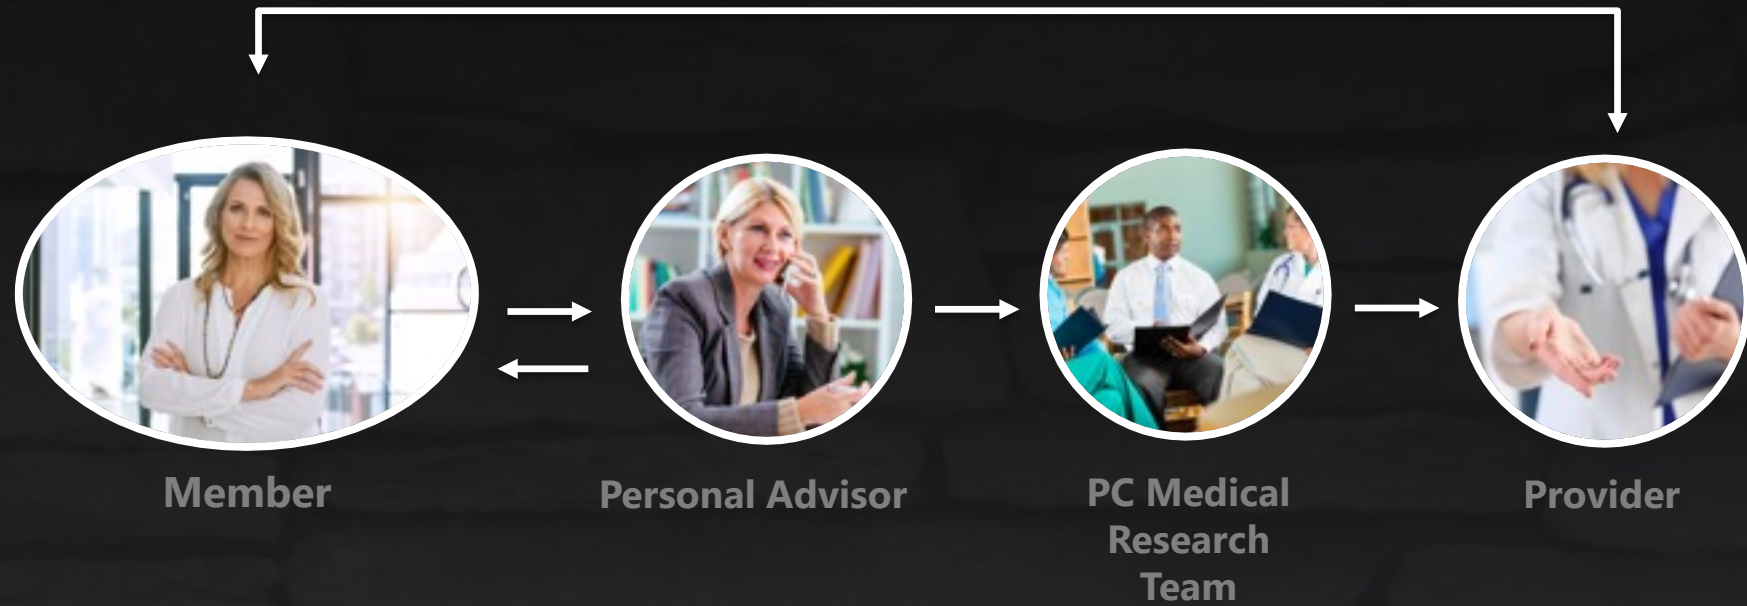 Member
Personal Advisor
PC Medical
Research
Team
Provider